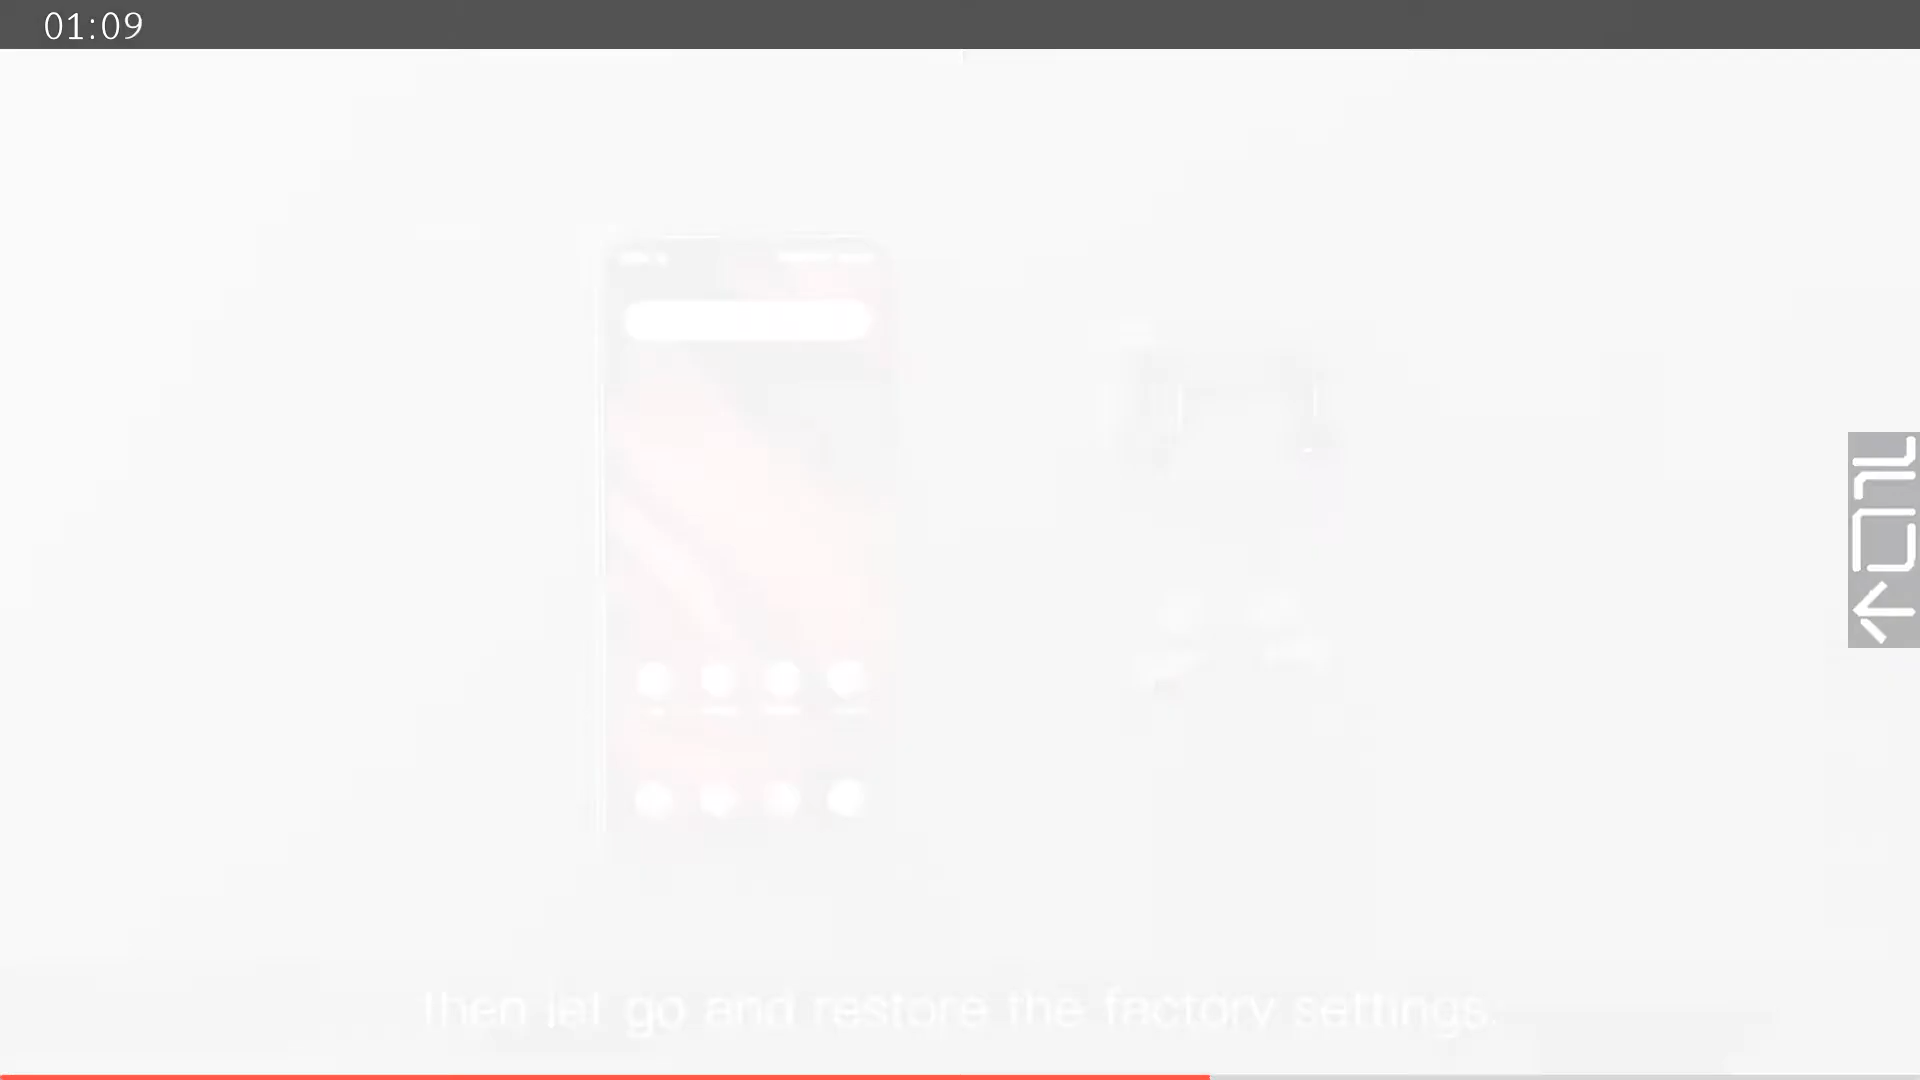 01:09
then let go and restore the factory settings.